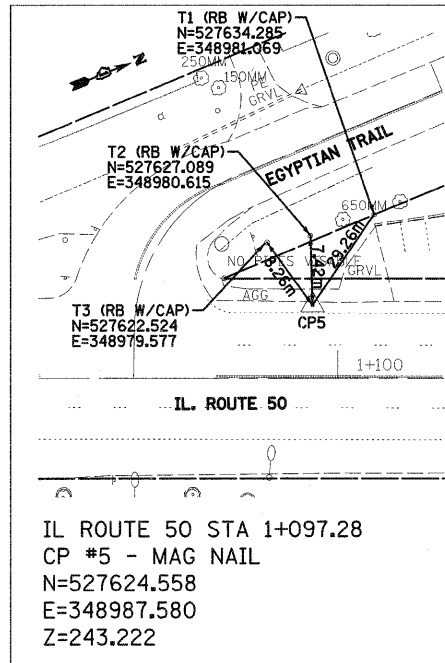 T1 (RB W/CAP)
N=527634.285
E=348981.069
Z
250MM
150MM
PE
GRVL
T2 (RB W/CAP)
N=527627.089
E=348980.615
EGYPTIAN TRAIL
650MM
NO PIPES VISIBLE
GRVL
7.42m
29.26m
8.26m
AGG
CP5
T3 (RB W/CAP)
N=527622.524
E=348979.577
1+100
IL. ROUTE 50
IL ROUTE 50 STA 1+097.28
CP #5 - MAG NAIL
N=527624.558
E=348987.580
Z=243.222